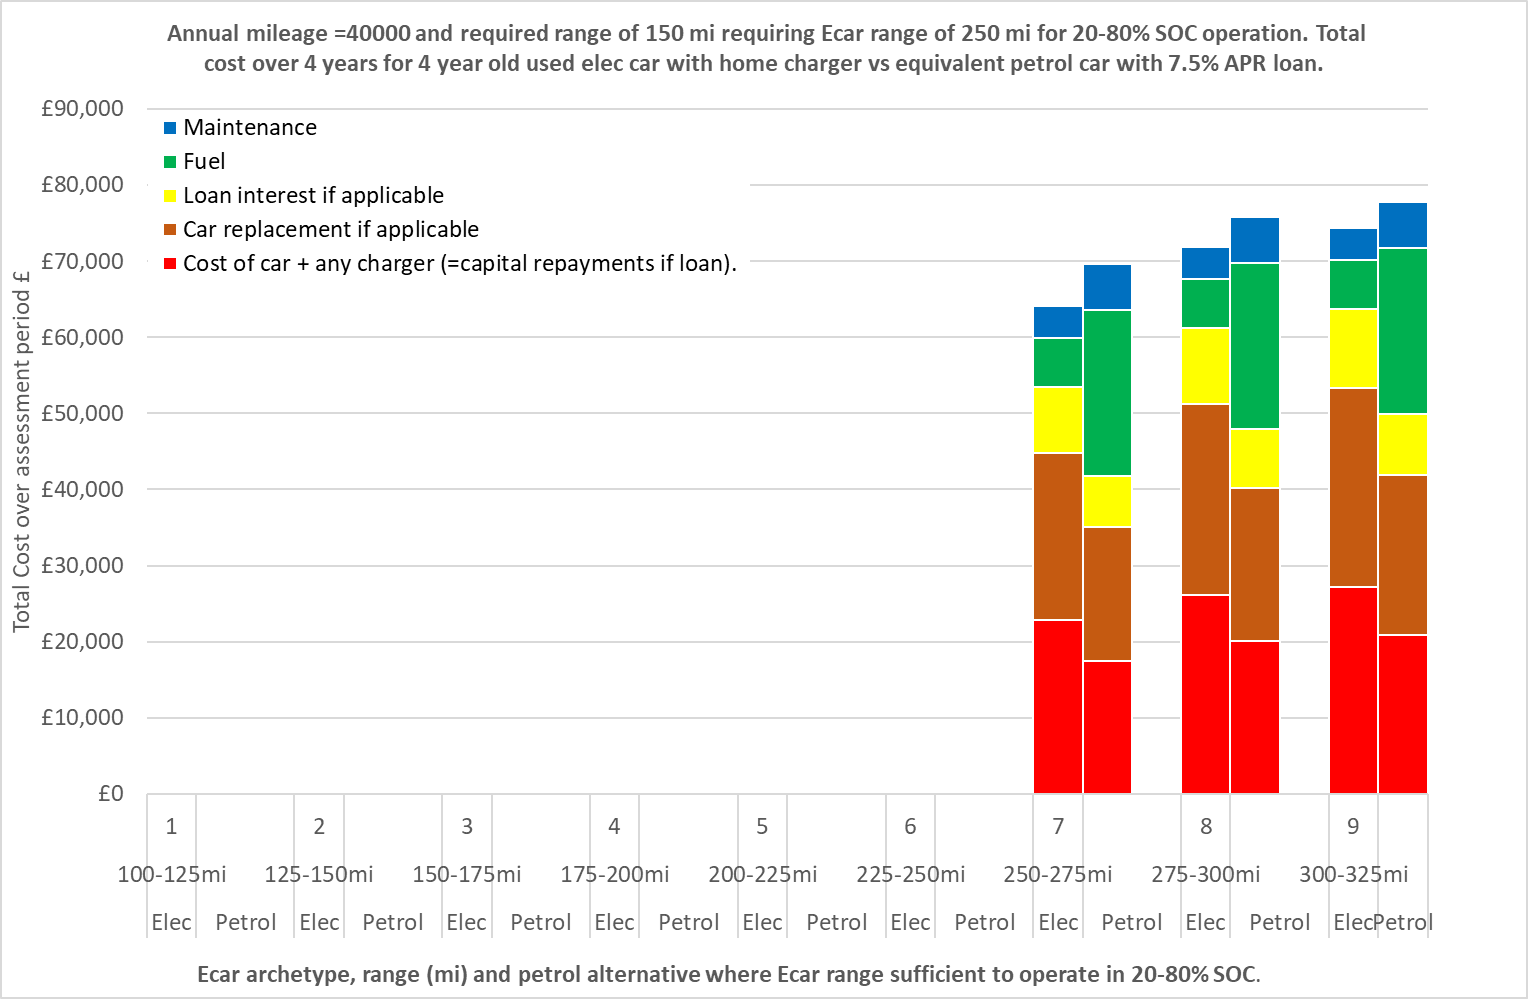 Annual mileage =40000 and required range of 150 mi requiring Ecar range of 250 mi for 20-80% SOC operation. Total
cost over 4 years for 4 year old used elec car with home charger vs equivalent petrol car with 7.5% APR loan.
£90,000
£80,000
£70,000
£60,000
£50,000
£40,000
£30,000
£20,000
£10,000
£0
Total Cost over assessment period £
Maintenance
Fuel
Loan interest if applicable
Car replacement if applicable
Cost of car + any charger (=capital repayments if loan).
1 2 3 4 5 6 7 8 9
100-125mi 125-150mi 150-175mi 175-200mi 200-225mi 225-250mi 250-275mi 275-300mi 300-325mi
Elec Petrol Elec Petrol Elec Petrol Elec Petrol Elec Petrol Elec Petrol Elec Petrol Elec Petrol Elec Petrol
Ecar archetype, range (mi) and petrol alternative where Ecar range sufficient to operate in 20-80% SOC.